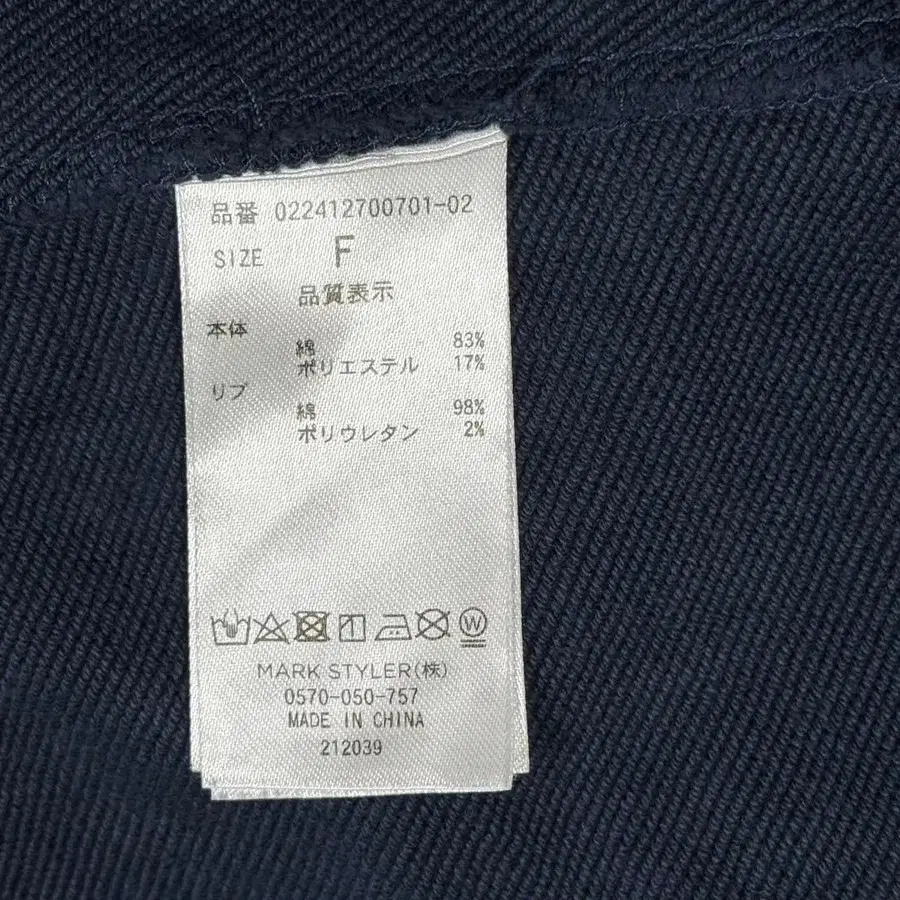 品番 022412700701-02
SIZE F
品質表示
本体
綿 83%
ポリエステル 17%
リブ
綿 98%
ポリウレタン 2%
W
MARK STYLER(株)
0570-050-757
MADE IN CHINA
212039